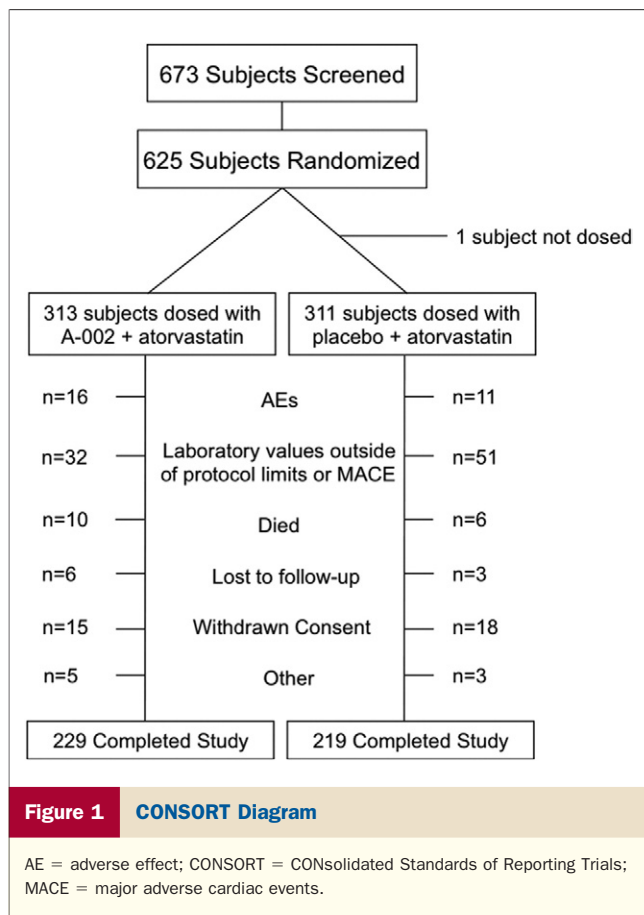 673 Subjects Screened
625 Subjects Randomized
1 subject not dosed
313 subjects dosed with
A-002 + atorvastatin
311 subjects dosed with
placebo + atorvastatin
n=16
AEs
n=11
n=32
Laboratory values outside
of protocol limits or MACE
n=51
n=10
Died
n=6
n=6
Lost to follow-up
n=3
n=15
Withdrawn Consent
n=18
n=5
Other
n=3
229 Completed Study
219 Completed Study
Figure 1
CONSORT Diagram
AE = adverse effect; CONSORT = CONsolidated Standards of Reporting Trials;
MACE = major adverse cardiac events.